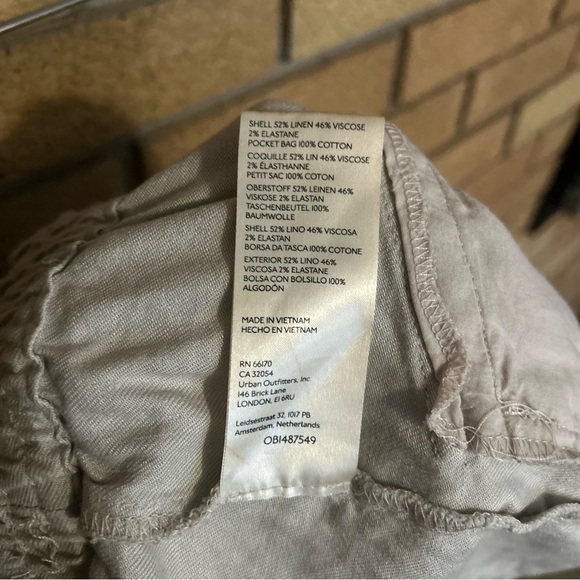 SHELL 52% LINEN 46% VISCOSE
2% ELASTANE
POCKET BAG 100% COTTON
COQUILLE 52% LIN 46% VISCOSE
2% ÉLASTHANNE
PETIT SAC 100% COTON
OBERSTOFF 52% LEINEN 46%
VISKOSE 2% ELASTAN
TASCHENBEUTEL 100%
BAUMWOLLE
SHELL 52% LINO 46% VISCOSA
2% ELASTAN
BORSA DA TASCA 100% COTONE
EXTERIOR 52% LINO 46%
VISCOSA 2% ELASTANE
BOLSA CON BOLSILLO 100%
ALGODÓN
MADE IN VIETNAM
HECHO EN VIETNAM
RN 66170
CA 32054
Urban Outfitters, Inc.
146 Brick Lane
LONDON, E1 6RU
Leidsestraat 32, 1017 PB
Amsterdam, Netherlands
OB1487549